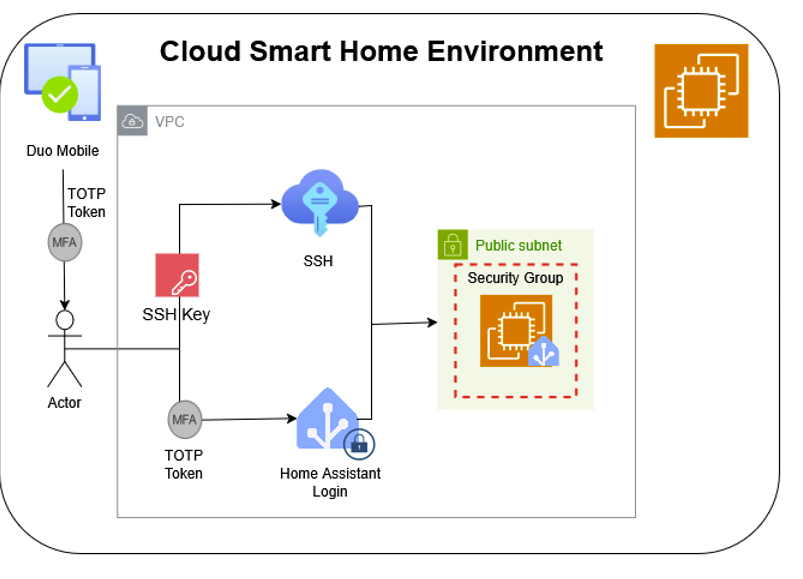 Cloud Smart Home Environment
Duo Mobile
VPC
TOTP
Token
MFA
SSH
Public subnet
Security Group
SSH Key
Actor
MFA
TOTP
Token
Home Assistant
Login